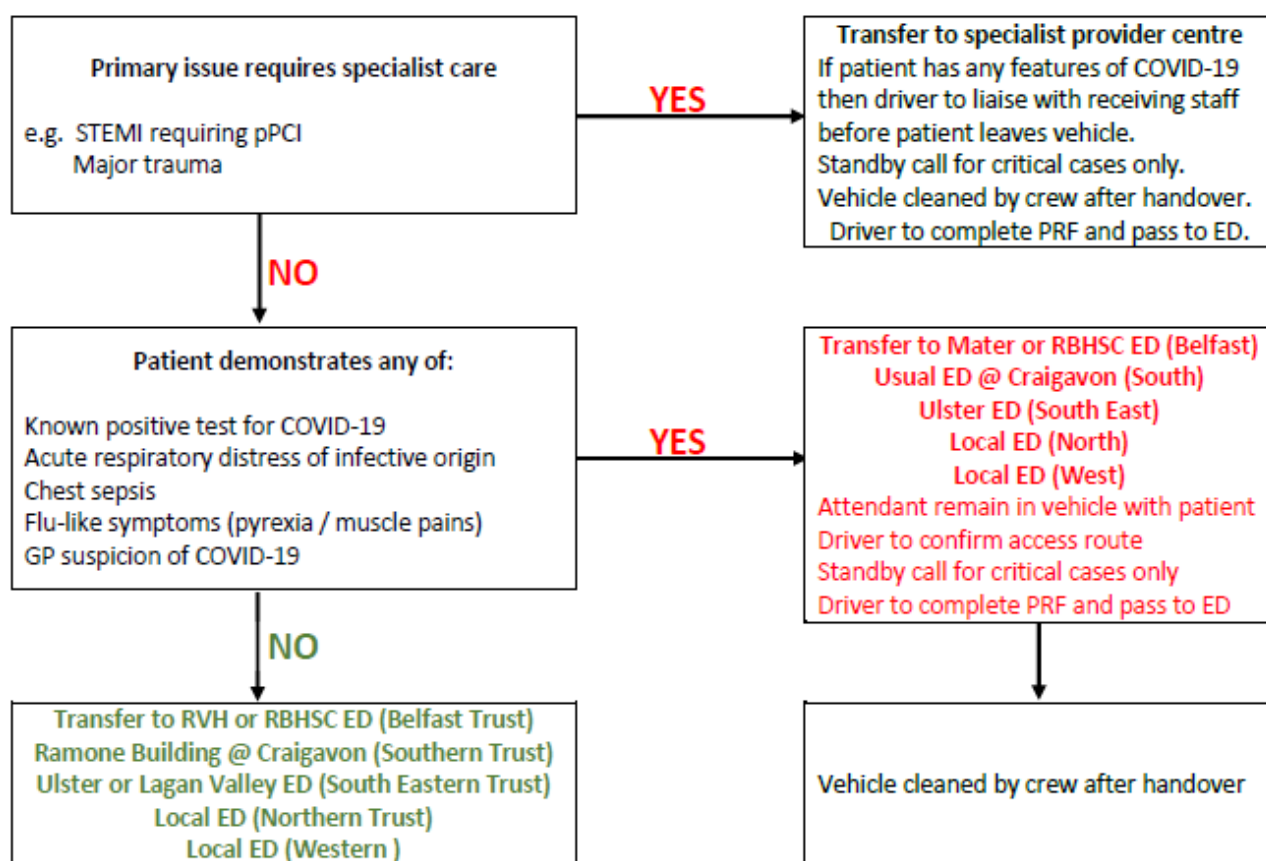 Primary issue requires specialist care
e.g. STEMI requiring pPCI
Major trauma
YES
Transfer to specialist provider centre
If patient has any features of COVID-19
then driver to liaise with receiving staff
before patient leaves vehicle.
Standby call for critical cases only.
Vehicle cleaned by crew after handover.
Driver to complete PRF and pass to ED.
NO
Patient demonstrates any of:
Known positive test for COVID-19
Acute respiratory distress of infective origin
Chest sepsis
Flu-like symptoms (pyrexia / muscle pains)
GP suspicion of COVID-19
YES
Transfer to Mater or RBHSC ED (Belfast)
Usual ED @ Craigavon (South)
Ulster ED (South East)
Local ED (North)
Local ED (West)
Attendant remain in vehicle with patient
Driver to confirm access route
Standby call for critical cases only
Driver to complete PRF and pass to ED
NO
Transfer to RVH or RBHSC ED (Belfast Trust)
Ramone Building @ Craigavon (Southern Trust)
Ulster or Lagan Valley ED (South Eastern Trust)
Local ED (Northern Trust)
Local ED (Western )
Vehicle cleaned by crew after handover